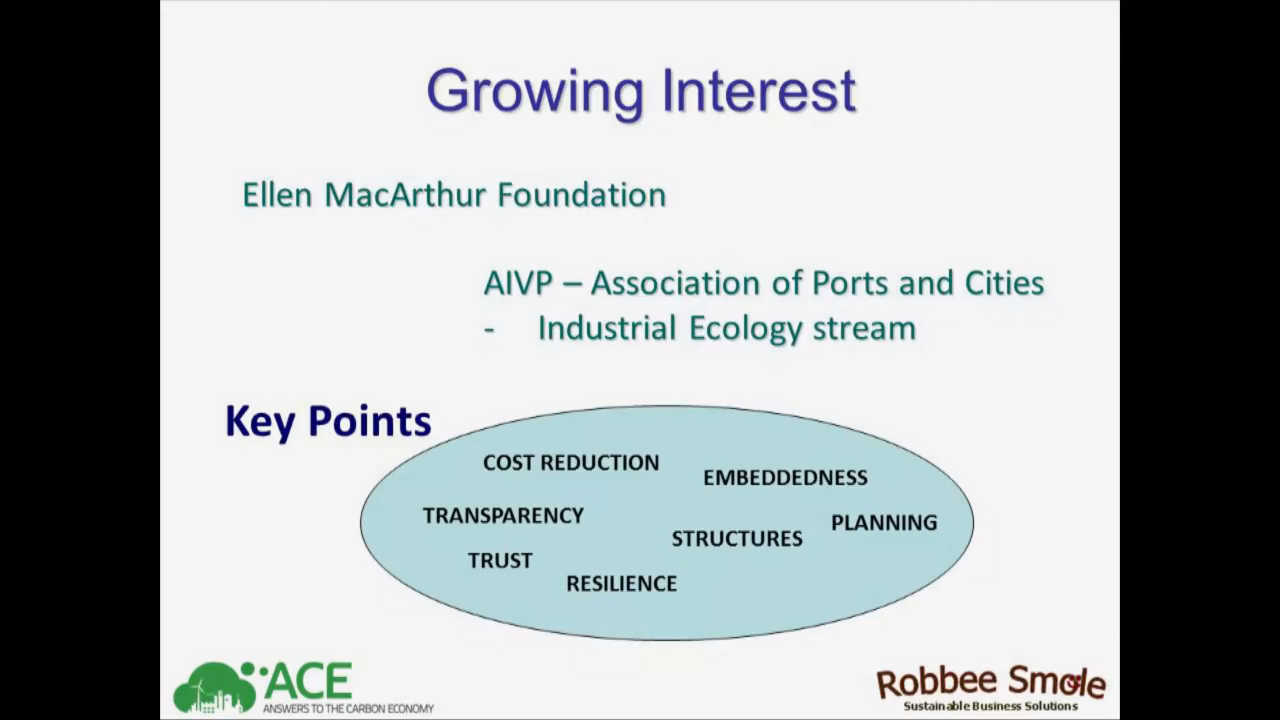 Growing Interest
Ellen MacArthur Foundation
AIVP – Association of Ports and Cities
- Industrial Ecology stream
Key Points
COST REDUCTION
EMBEDDEDNESS
TRANSPARENCY
PLANNING
STRUCTURES
TRUST
RESILIENCE
ACE
ANSWERS TO THE CARBON ECONOMY
Robbee Smole
Sustainable Business Solutions